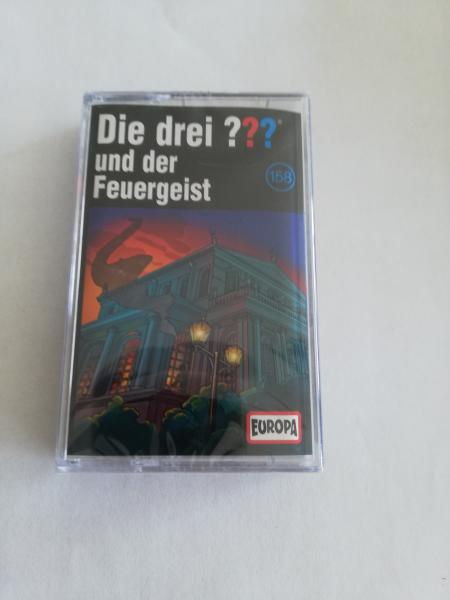 Die drei ???®
und der
Feuergeist
158
EUROPA